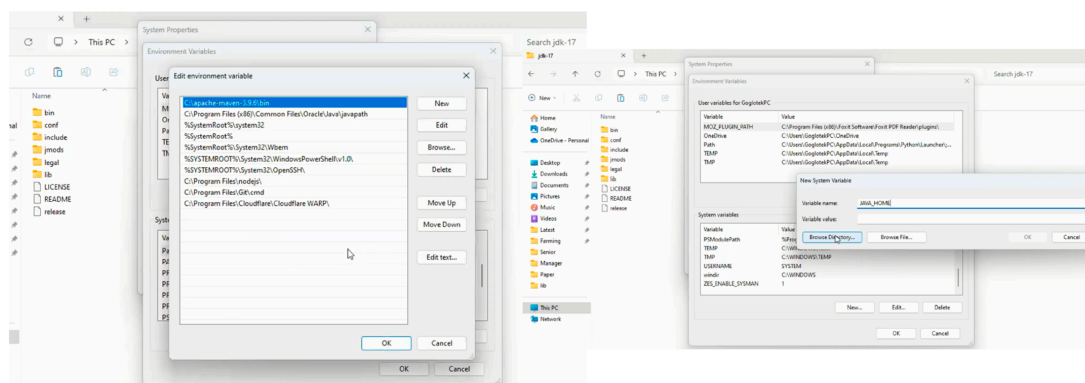 This PC
System Properties
Search jdk-17
Environment Variables
Edit environment variable
Name
bin
conf
include
jmods
legal
lib
LICENSE
README
release
C:\apache-maven-3.9.6\bin
C:\Program Files (x86)\Common Files\Oracle\Java\javapath
%SystemRoot%\system32
%SystemRoot%
%SystemRoot%\System32\Wbem
%SYSTEMROOT%\System32\WindowsPowerShell\v1.0\
%SYSTEMROOT%\System32\OpenSSH\
C:\Program Files\nodejs\
C:\Program Files\Git\cmd
C:\Program Files\Cloudflare\Cloudflare WARP\
New
Edit
Browse...
Delete
Move Up
Move Down
Edit text...
OK
Cancel
OK
Cancel
jdk-17
This PC
Search jdk-17
New
Home
Gallery
OneDrive - Personal
Desktop
Downloads
Documents
Pictures
Music
Videos
Latest
Farming
Senior
Manager
Paper
lib
This PC
Network
Name
bin
conf
include
jmods
legal
lib
LICENSE
README
release
System Properties
Environment Variables
User variables for GoglotekPC
Variable Value
MOZ_PLUGIN_PATH C:\Program Files (x86)\Foxit Software\Foxit PDF Reader\plugins\
OneDrive C:\Users\GoglotekPC\OneDrive
Path C:\Users\GoglotekPC\AppData\Local\Programs\Python\Launcher\;...
TEMP C:\Users\GoglotekPC\AppData\Local\Temp
TMP C:\Users\GoglotekPC\AppData\Local\Temp
New System Variable
Variable name: JAVA_HOME
Variable value:
Browse Directory... Browse File... OK Cancel
System variables
Variable Value
PSModulePath
TEMP
TMP C:\WINDOWS\TEMP
USERNAME SYSTEM
windir C:\WINDOWS
ZES_ENABLE_SYSMAN 1
New... Edit... Delete
OK Cancel